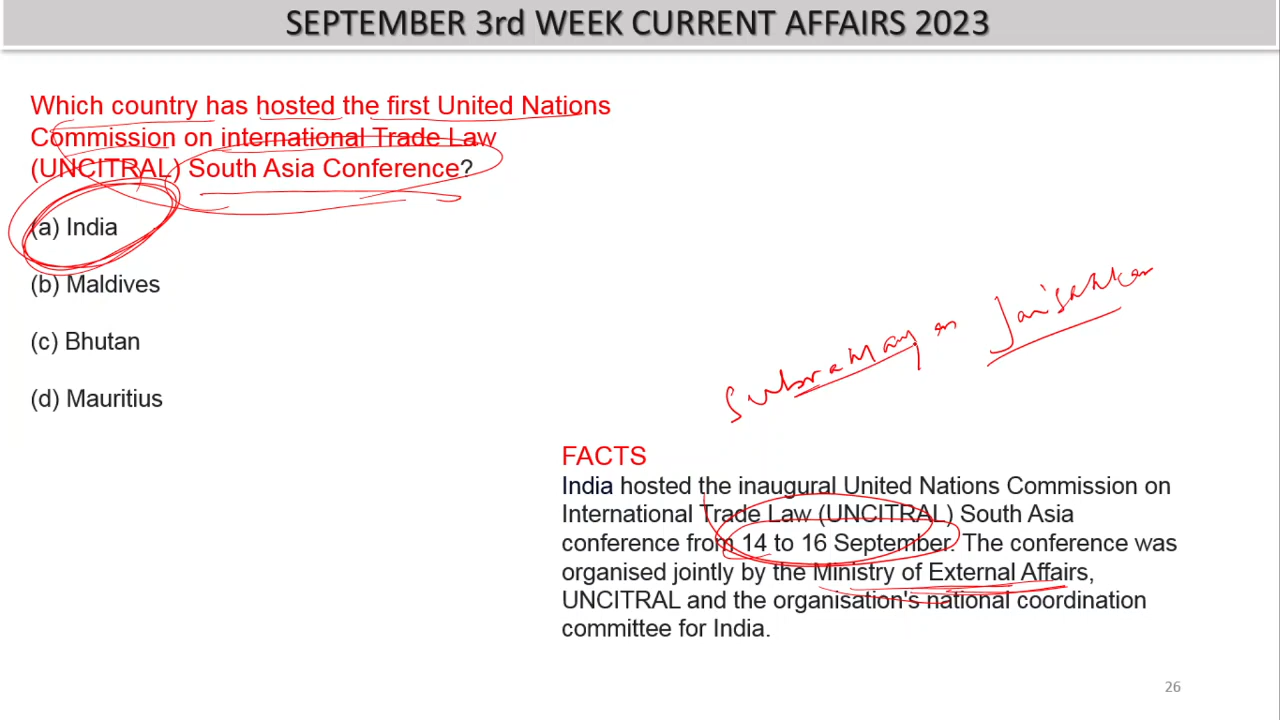 SEPTEMBER 3rd WEEK CURRENT AFFAIRS 2023
Which country has hosted the first United Nations
Commission on international Trade Law
(UNCITRAL) South Asia Conference?
(a) India
(b) Maldives
(c) Bhutan
(d) Mauritius
Subramanyan Jaisankar
FACTS
India hosted the inaugural United Nations Commission on
International Trade Law (UNCITRAL) South Asia
conference from 14 to 16 September. The conference was
organised jointly by the Ministry of External Affairs,
UNCITRAL and the organisation's national coordination
committee for India.
26